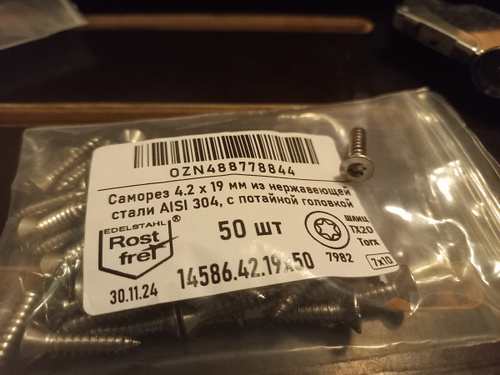 OZN488778844
Саморез 4.2 x 19 мм из нержавеющей
стали AISI 304, с потайной головкой
EDELSTAHL®
Rost
frei
50 шт
шлиц
TX20
Torx
7982
7x10
30.11.24
14586.42.19x50